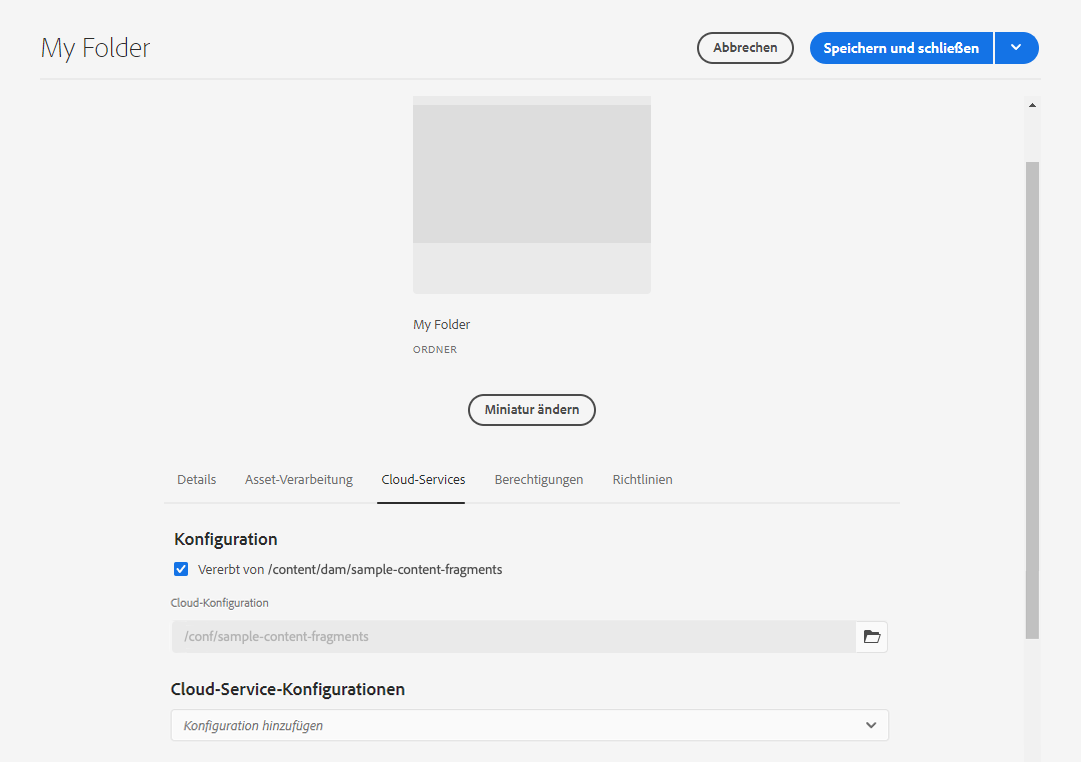 My Folder
Abbrechen
Speichern und schließen
My Folder
ORDNER
Miniatur ändern
Details Asset-Verarbeitung Cloud-Services Berechtigungen Richtlinien
Konfiguration
Vererbt von /content/dam/sample-content-fragments
Cloud-Konfiguration
/conf/sample-content-fragments
Cloud-Service-Konfigurationen
Konfiguration hinzufügen